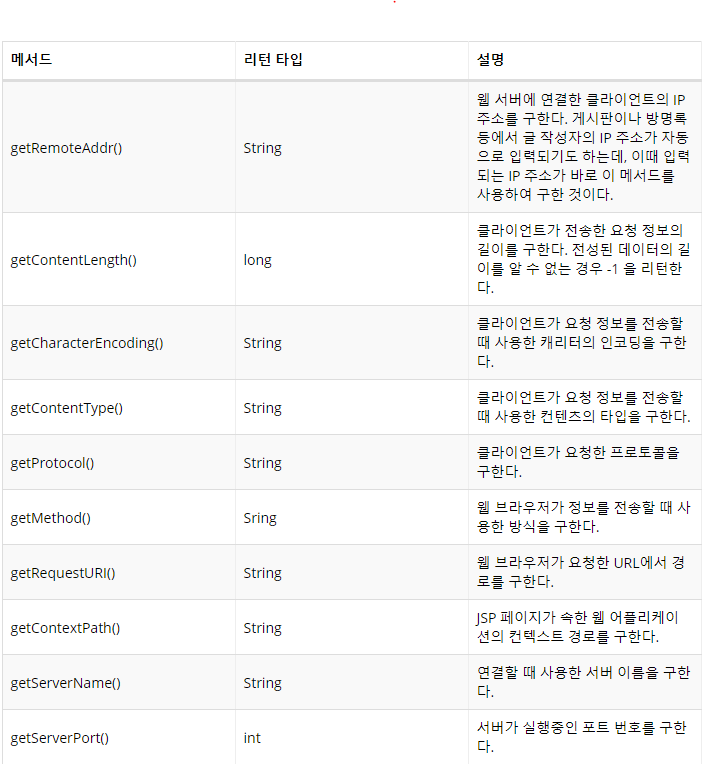 메서드 리턴 타입 설명
getRemoteAddr() String
웹 서버에 연결한 클라이언트의 IP
주소를 구한다. 게시판이나 방명록
등에서 글 작성자의 IP 주소가 자동
으로 입력되기도 하는데, 이때 입력
되는 IP 주소가 바로 이 메서드를
사용하여 구한 것이다.
getContentLength() long
클라이언트가 전송한 요청 정보의
길이를 구한다. 전성된 데이터의 길
이를 알 수 없는 경우 -1 을 리턴한
다.
getCharacterEncoding() String
클라이언트가 요청 정보를 전송할
때 사용한 캐리터의 인코딩을 구한
다.
getContentType() String
클라이언트가 요청 정보를 전송할
때 사용한 컨텐츠의 타입을 구한다.
getProtocol() String
클라이언트가 요청한 프로토콜을
구한다.
getMethod() Sring
웹 브라우저가 정보를 전송할 때 사
용한 방식을 구한다.
getRequestURI() String
웹 브라우저가 요청한 URL에서 경
로를 구한다.
getContextPath() String
JSP 페이지가 속한 웹 어플리케이
션의 컨텍스트 경로를 구한다.
getServerName() String
연결할 때 사용한 서버 이름을 구한
다.
getServerPort() int
서버가 실행중인 포트 번호를 구한
다.